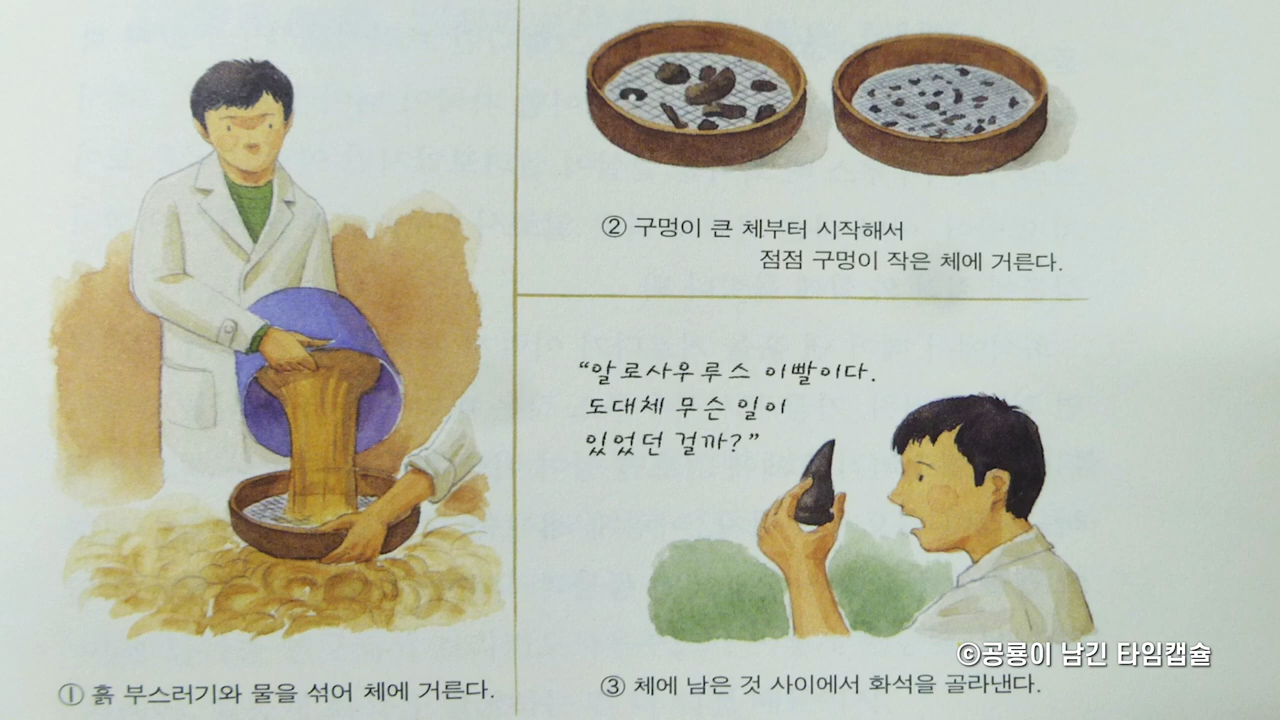 ① 흙 부스러기와 물을 섞어 체에 거른다.
② 구멍이 큰 체부터 시작해서
점점 구멍이 작은 체에 거른다.
“알로사우루스 이빨이다.
도대체 무슨 일이
있었던 걸까?”
③ 체에 남은 것 사이에서 화석을 골라낸다.
©공룡이 남긴 타임캡슐